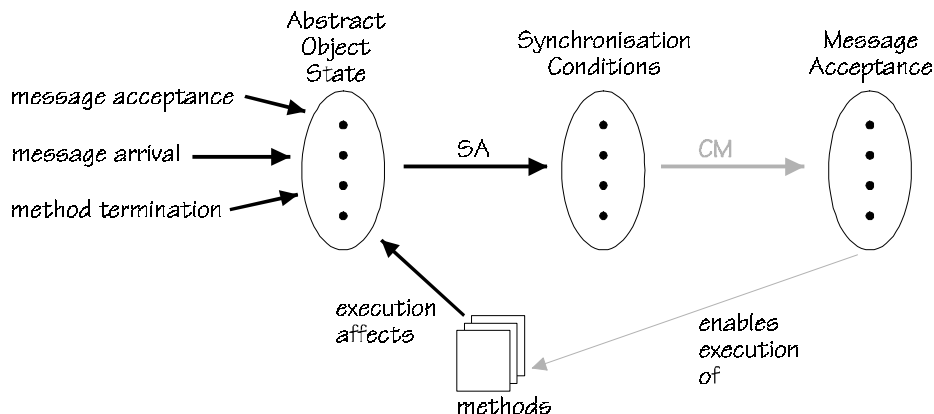 Abstract
Object
State
Synchronisation
Conditions
Message
Acceptance
message acceptance
message arrival
method termination
SA
CM
execution
affects
enables
execution
of
methods